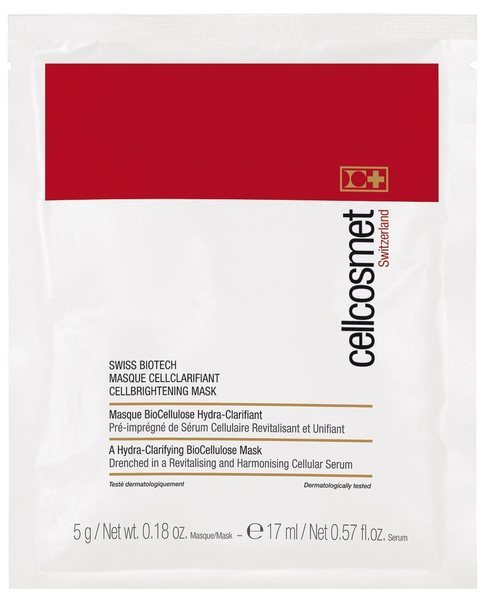 cellcosmet
Switzerland
SWISS BIOTECH
MASQUE CELLCLARIFIANT
CELLBRIGHTENING MASK
Masque BioCellulose Hydra-Clarifiant
Pré-imprégné de Sérum Cellulaire Revitalisant et Unifiant
A Hydra-Clarifying BioCellulose Mask
Drenched in a Revitalising and Harmonising Cellular Serum
Testé dermatologiquement Dermatologically tested
5 g / Net wt. 0.18 oz. Masque/Mask – ℮ 17 ml / Net 0.57 fl.oz. Serum